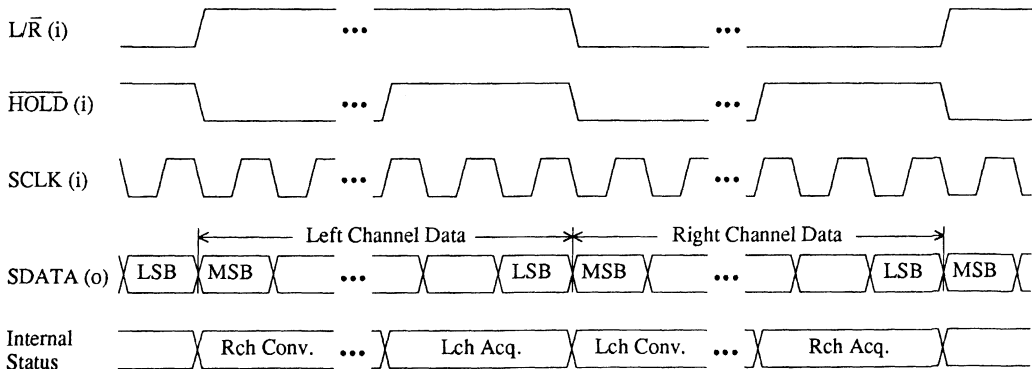 L/R̅ (i)
•••
•••
H̅O̅L̅D̅ (i)
•••
•••
SCLK (i)
•••
•••
Left Channel Data
Right Channel Data
SDATA (o)
LSB
MSB
•••
LSB
MSB
•••
LSB
MSB
Internal
Status
Rch Conv.
•••
Lch Acq.
Lch Conv.
•••
Rch Acq.